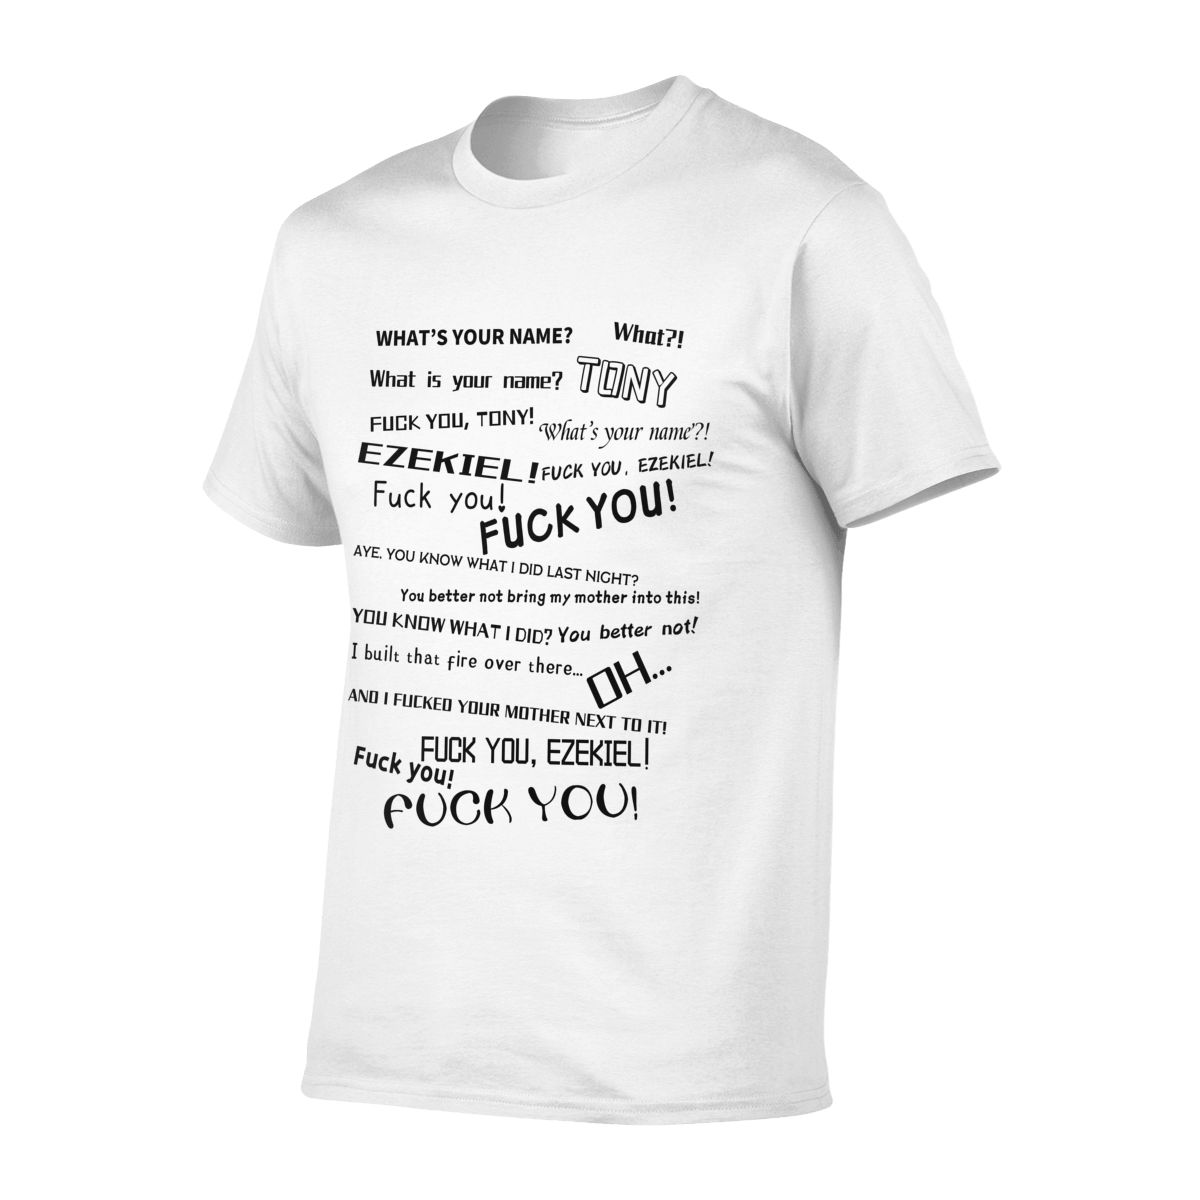 WHAT'S YOUR NAME? What?!
What is your name? TONY
FUCK YOU, TONY! What's your name?!
EZEKIEL! FUCK YOU, EZEKIEL!
Fuck you! FUCK YOU!
AYE, YOU KNOW WHAT I DID LAST NIGHT?
You better not bring my mother into this!
YOU KNOW WHAT I DID? You better not!
I built that fire over there... OH...
AND I FUCKED YOUR MOTHER NEXT TO IT!
FUCK YOU, EZEKIEL!
Fuck you!
FUCK YOU!